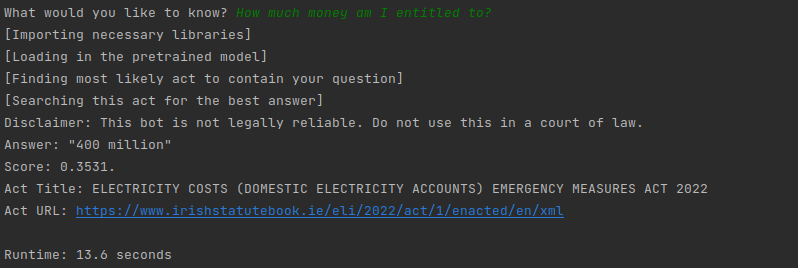 What would you like to know? How much money am I entitled to?
[Importing necessary libraries]
[Loading in the pretrained model]
[Finding most likely act to contain your question]
[Searching this act for the best answer]
Disclaimer: This bot is not legally reliable. Do not use this in a court of law.
Answer: "400 million"
Score: 0.3531.
Act Title: ELECTRICITY COSTS (DOMESTIC ELECTRICITY ACCOUNTS) EMERGENCY MEASURES ACT 2022
Act URL: https://www.irishstatutebook.ie/eli/2022/act/1/enacted/en/xml
Runtime: 13.6 seconds